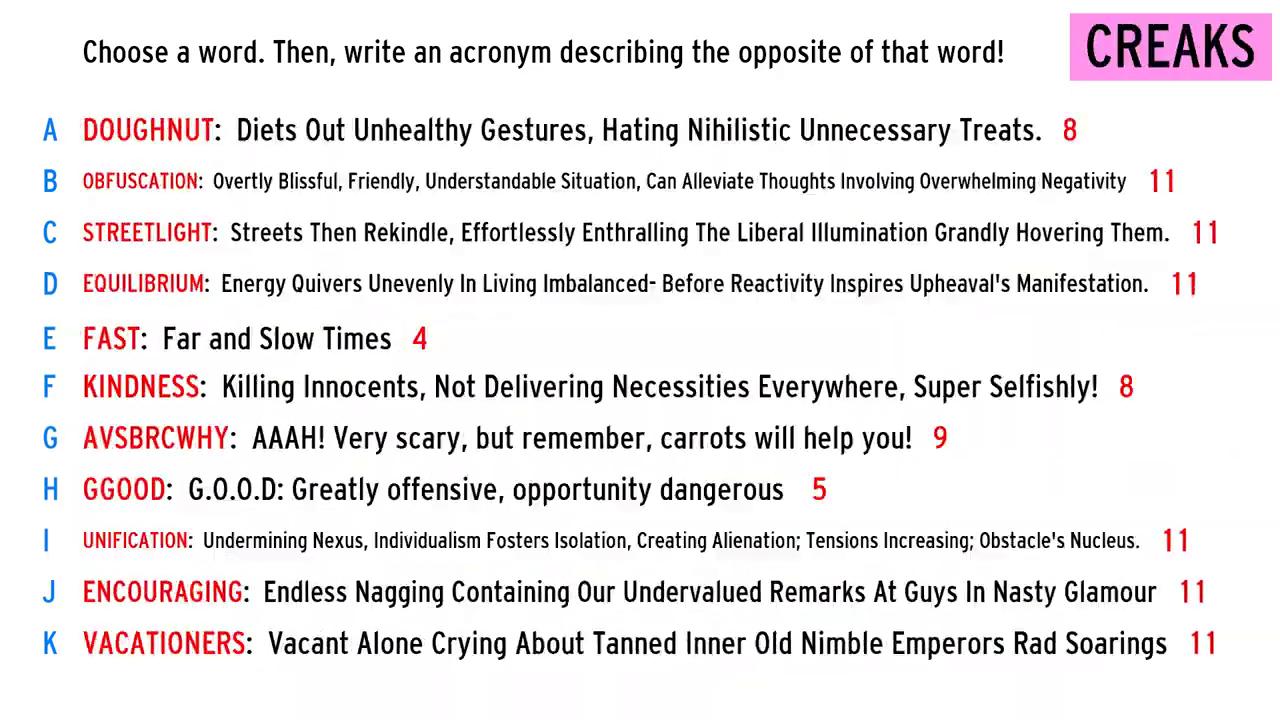 Choose a word. Then, write an acronym describing the opposite of that word!
CREAKS
A DOUGHNUT: Diets Out Unhealthy Gestures, Hating Nihilistic Unnecessary Treats. 8
B OBFUSCATION: Overtly Blissful, Friendly, Understandable Situation, Can Alleviate Thoughts Involving Overwhelming Negativity 11
C STREETLIGHT: Streets Then Rekindle, Effortlessly Enthralling The Liberal Illumination Grandly Hovering Them. 11
D EQUILIBRIUM: Energy Quivers Unevenly In Living Imbalanced- Before Reactivity Inspires Upheaval's Manifestation. 11
E FAST: Far and Slow Times 4
F KINDNESS: Killing Innocents, Not Delivering Necessities Everywhere, Super Selfishly! 8
G AVSBRCWHY: AAAH! Very scary, but remember, carrots will help you! 9
H GGOOD: G.O.O.D: Greatly offensive, opportunity dangerous 5
I UNIFICATION: Undermining Nexus, Individualism Fosters Isolation, Creating Alienation; Tensions Increasing; Obstacle's Nucleus. 11
J ENCOURAGING: Endless Nagging Containing Our Undervalued Remarks At Guys In Nasty Glamour 11
K VACATIONERS: Vacant Alone Crying About Tanned Inner Old Nimble Emperors Rad Soarings 11